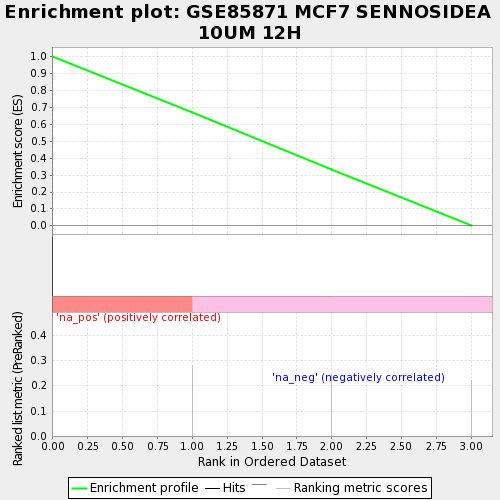 Enrichment plot: GSE85871 MCF7 SENNOSIDEA
10UM 12H
Enrichment score (ES)
1.0
0.9
0.8
0.7
0.6
0.5
0.4
0.3
0.2
0.1
0.0
'na_pos' (positively correlated)
Ranked list metric (PreRanked)
0.4
0.3
0.2
0.1
0.0
'na_neg' (negatively correlated)
0.00 0.25 0.50 0.75 1.00 1.25 1.50 1.75 2.00 2.25 2.50 2.75 3.00
Rank in Ordered Dataset
Enrichment profile Hits Ranking metric scores